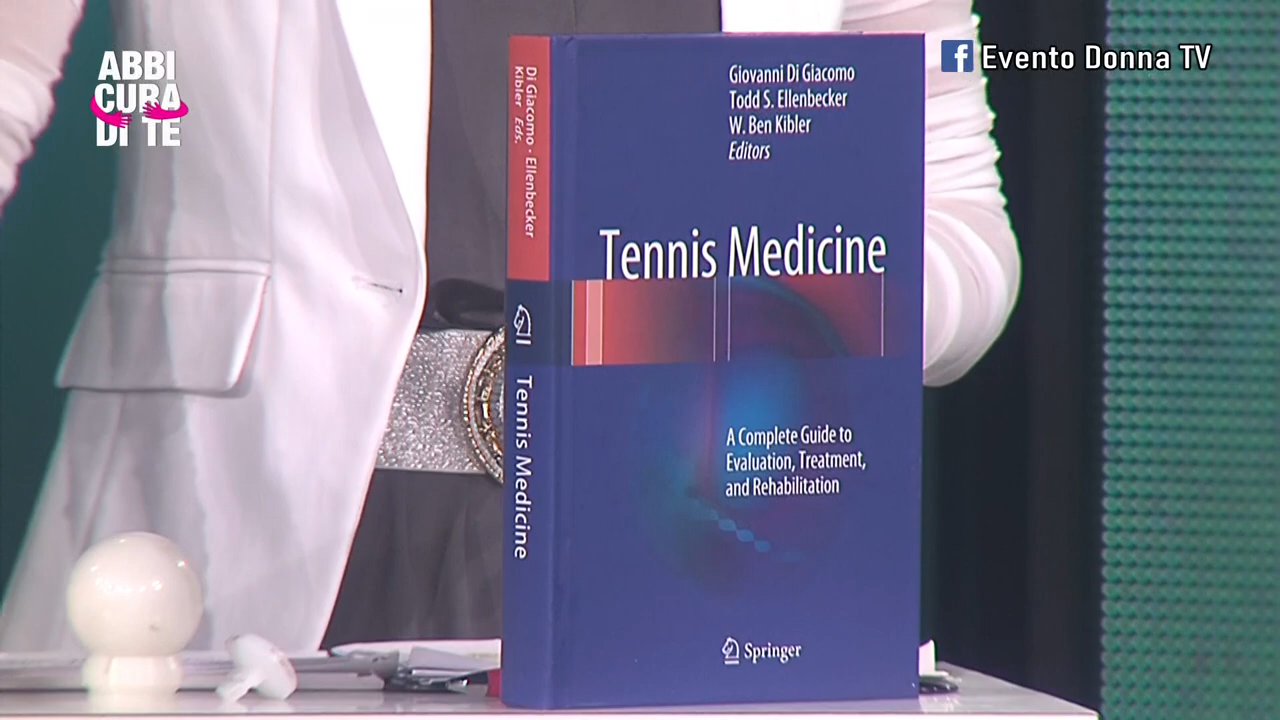 ABBI
CURA
DI TE
f Evento Donna TV
Di Giacomo · Ellenbecker
Kibler Eds.
Tennis Medicine
Giovanni Di Giacomo
Todd S. Ellenbecker
W. Ben Kibler
Editors
Tennis Medicine
A Complete Guide to
Evaluation, Treatment,
and Rehabilitation
Springer